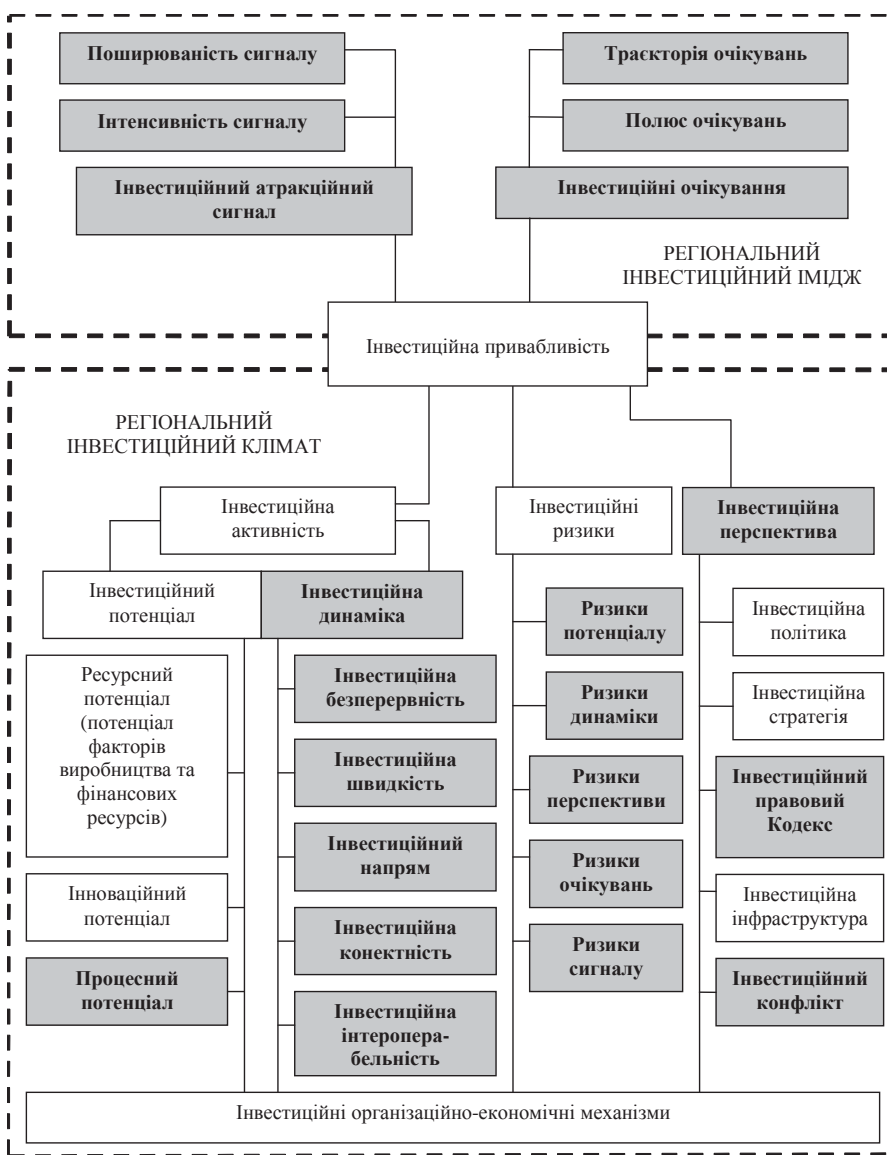 Поширюваність сигналу
Інтенсивність сигналу
Інвестиційний атракційний
сигнал
Траєкторія очікувань
Полюс очікувань
Інвестиційні очікування
РЕГІОНАЛЬНИЙ
ІНВЕСТИЦІЙНИЙ ІМІДЖ
Інвестиційна привабливість
РЕГІОНАЛЬНИЙ
ІНВЕСТИЦІЙНИЙ КЛІМАТ
Інвестиційна
активність
Інвестиційний
потенціал
Інвестиційна
динаміка
Ресурсний
потенціал
(потенціал
факторів
виробництва та
фінансових
ресурсів)
Інноваційний
потенціал
Процесний
потенціал
Інвестиційна
безперервність
Інвестиційна
швидкість
Інвестиційний
напрям
Інвестиційна
конектність
Інвестиційна
інтеропера-
бельність
Інвестиційні
ризики
Ризики
потенціалу
Ризики
динаміки
Ризики
перспективи
Ризики
очікувань
Ризики
сигналу
Інвестиційна
перспектива
Інвестиційна
політика
Інвестиційна
стратегія
Інвестиційний
правовий
Кодекс
Інвестиційна
інфраструктура
Інвестиційний
конфлікт
Інвестиційні організаційно-економічні механізми